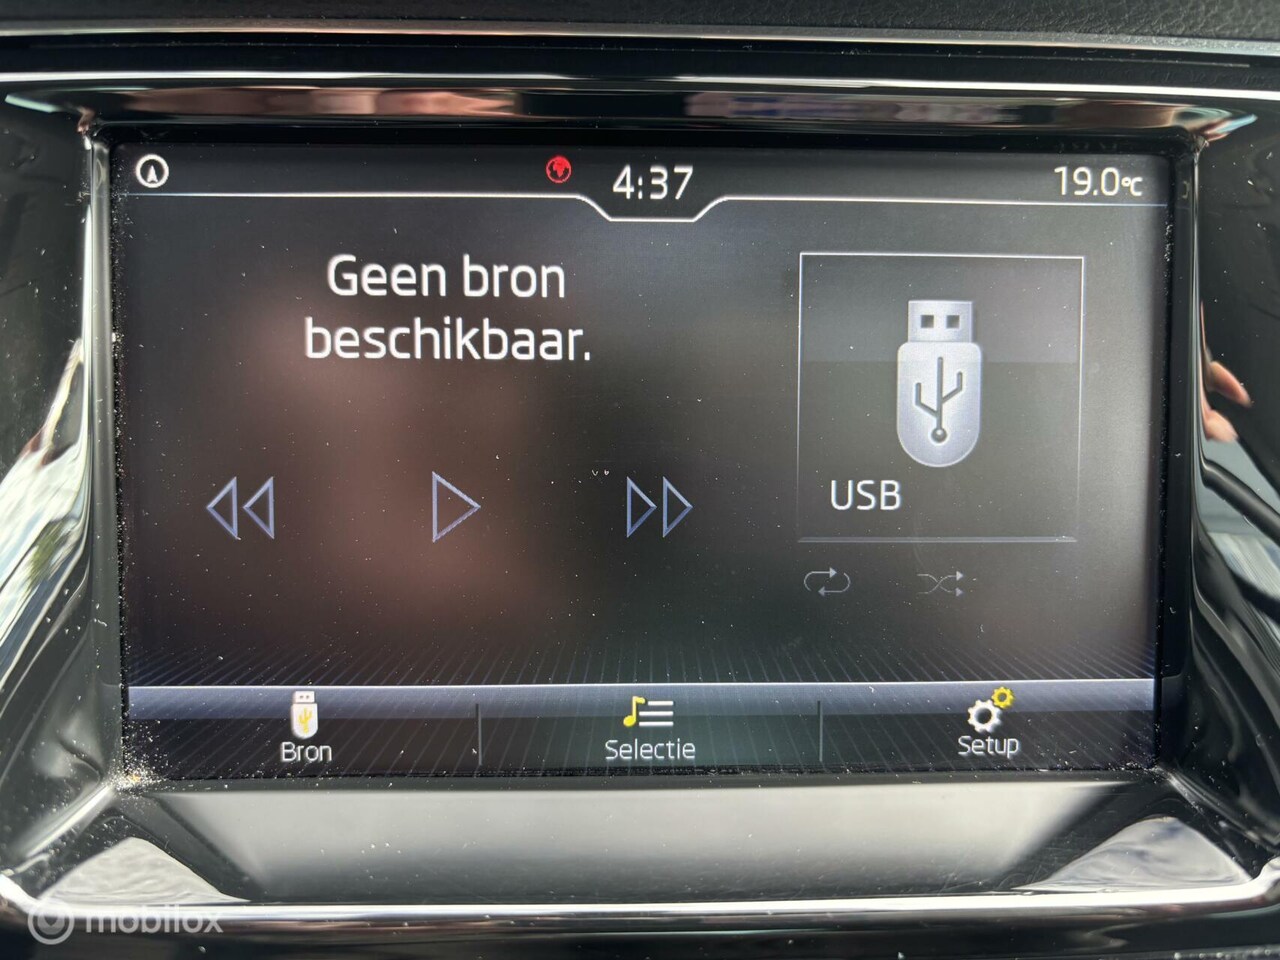 4:37
19.0°C
Geen bron
beschikbaar.
USB
Bron
Selectie
Setup
mobilox